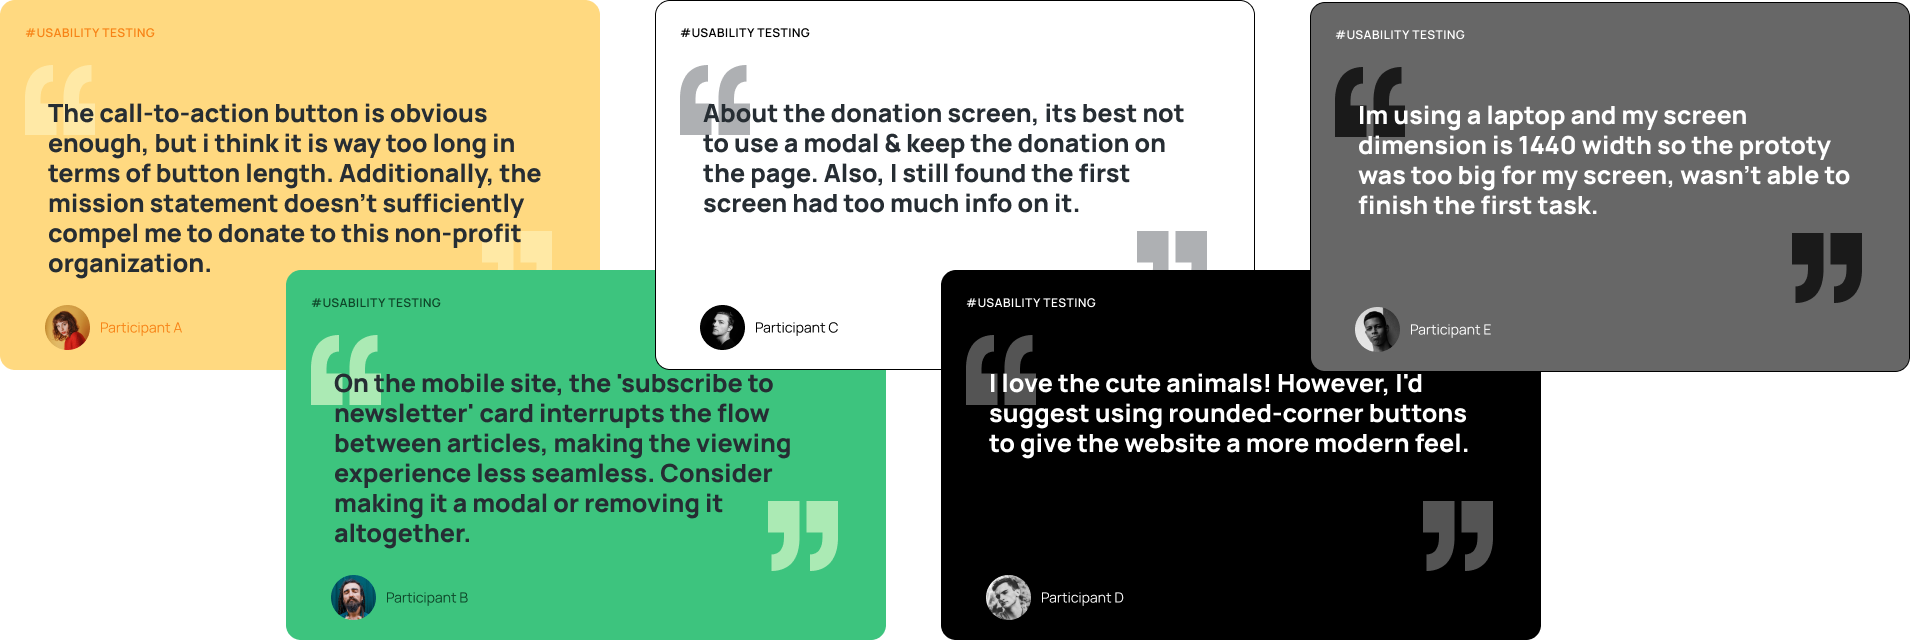 #USABILITY TESTING
The call-to-action button is obvious
enough, but i think it is way too long in
terms of button length. Additionally, the
mission statement doesn't sufficiently
compel me to donate to this non-profit
organization.
Participant A
#USABILITY TESTING
On the mobile site, the 'subscribe to
newsletter' card interrupts the flow
between articles, making the viewing
experience less seamless. Consider
making it a modal or removing it
altogether.
Participant B
#USABILITY TESTING
About the donation screen, its best not
to use a modal & keep the donation on
the page. Also, I still found the first
screen had too much info on it.
Participant C
#USABILITY TESTING
I love the cute animals! However, I'd
suggest using rounded-corner buttons
to give the website a more modern feel.
Participant D
#USABILITY TESTING
Im using a laptop and my screen
dimension is 1440 width so the prototy
was too big for my screen, wasn't able to
finish the first task.
Participant E